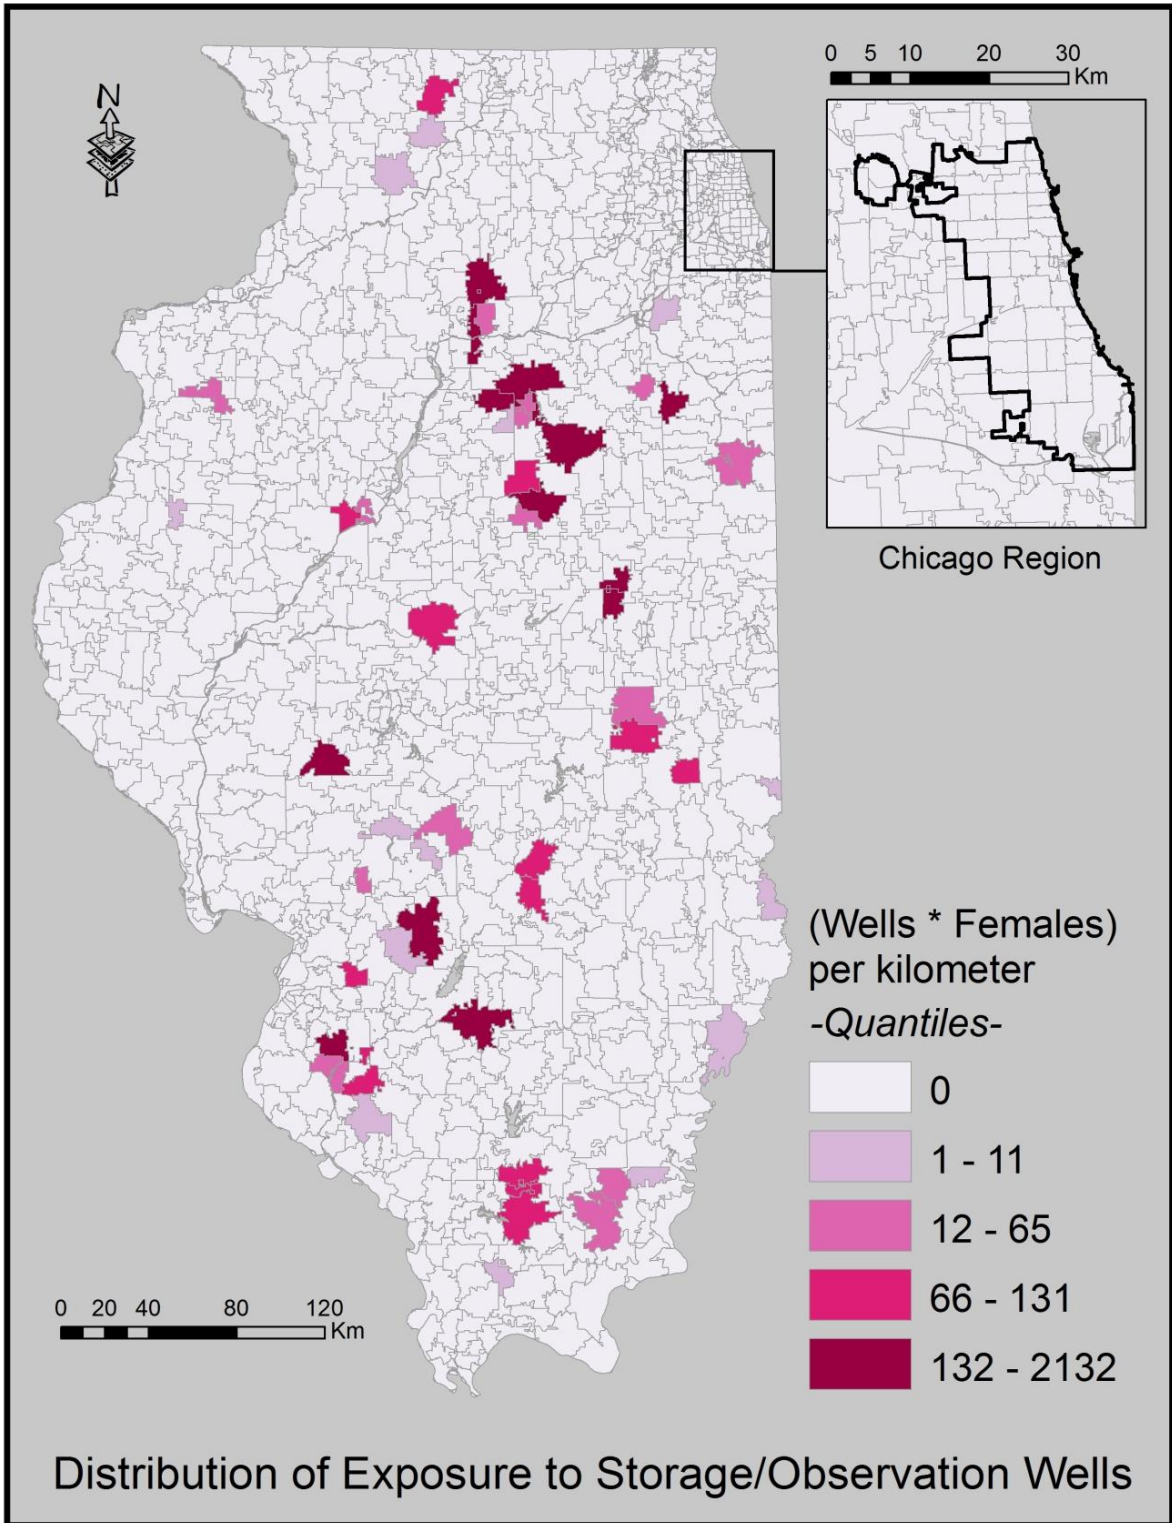 N
0 5 10 20 30
Km
Chicago Region
(Wells * Females)
per kilometer
-Quantiles-
0
1 - 11
12 - 65
66 - 131
132 - 2132
0 20 40 80 120
Km
Distribution of Exposure to Storage/Observation Wells